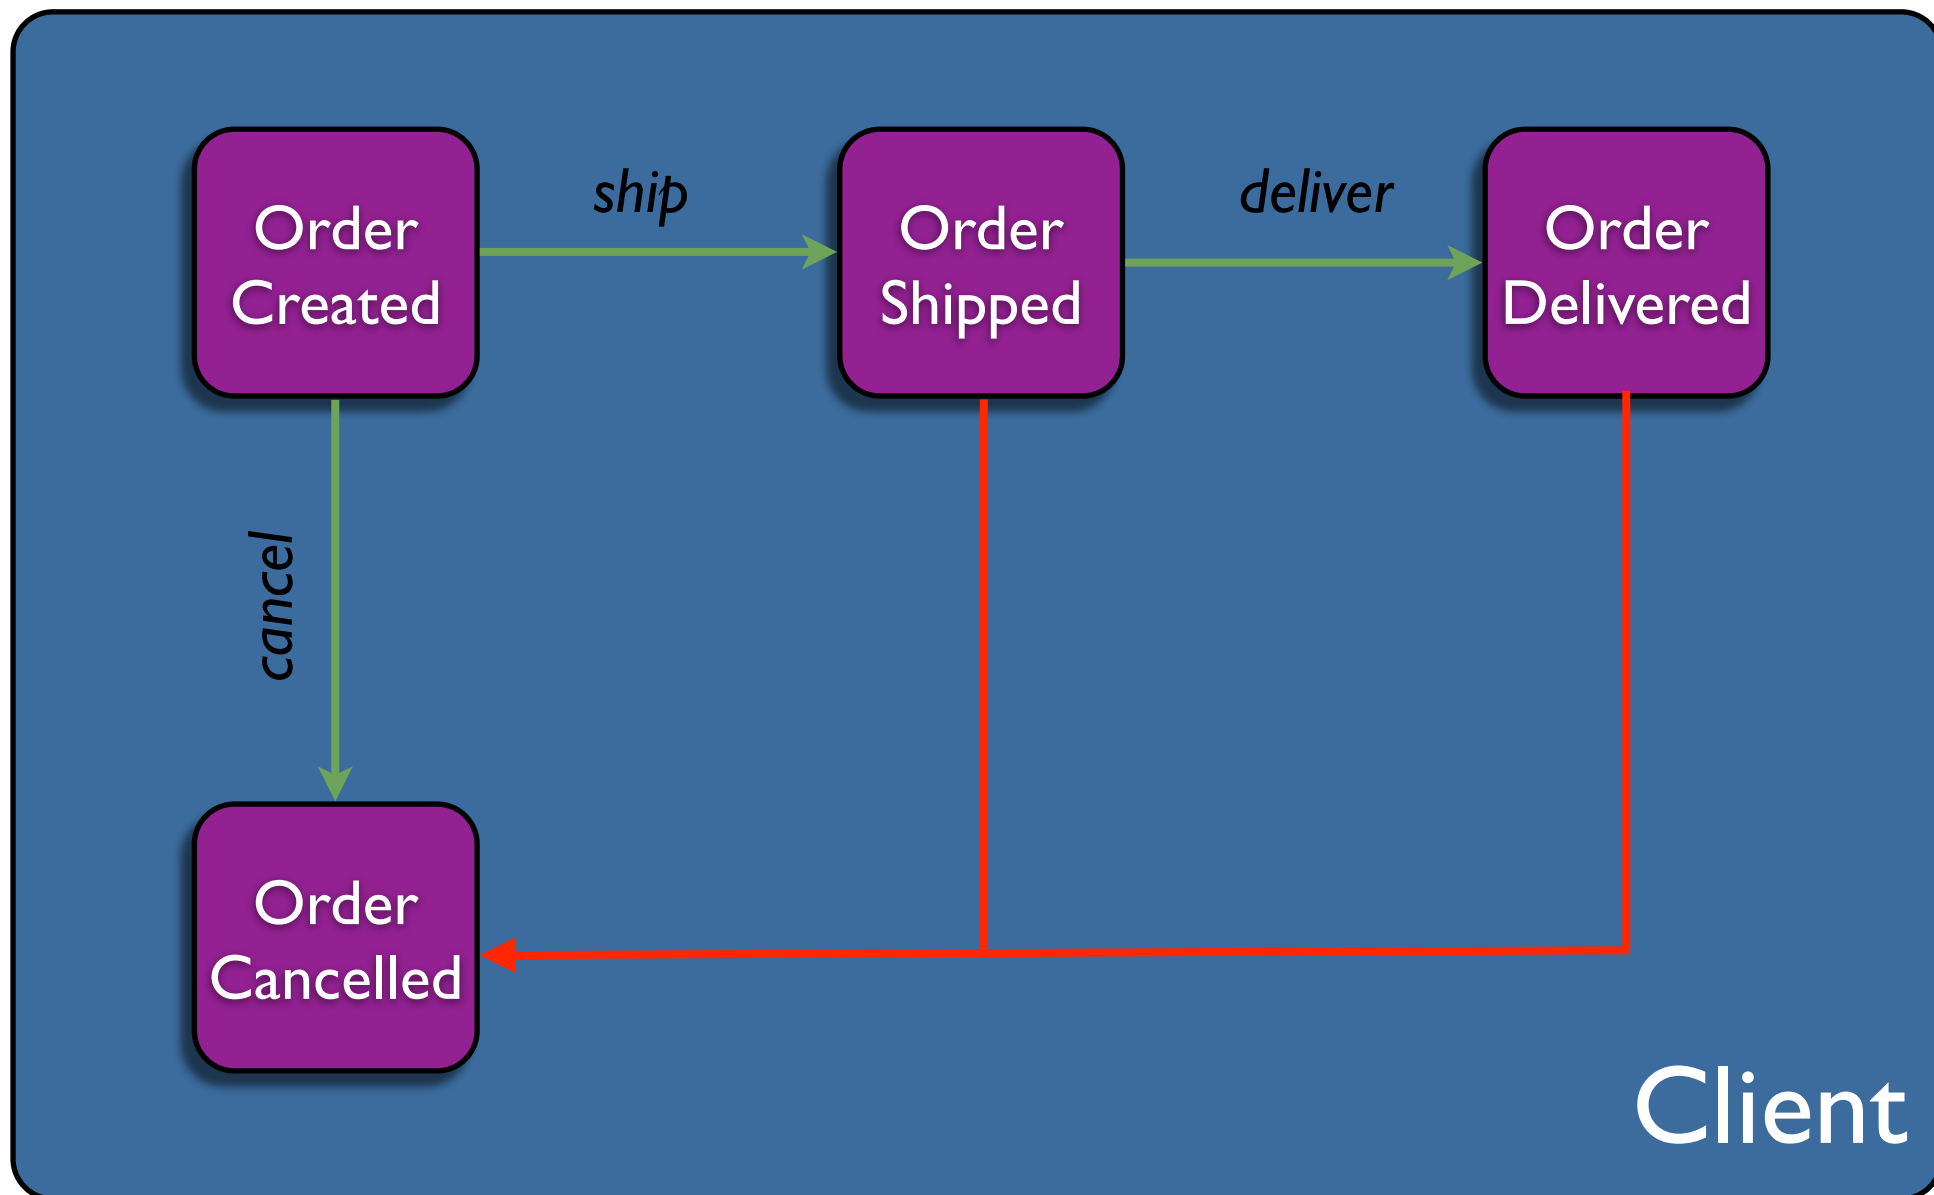 Order
Created
ship
Order
Shipped
deliver
Order
Delivered
cancel
Order
Cancelled
Client